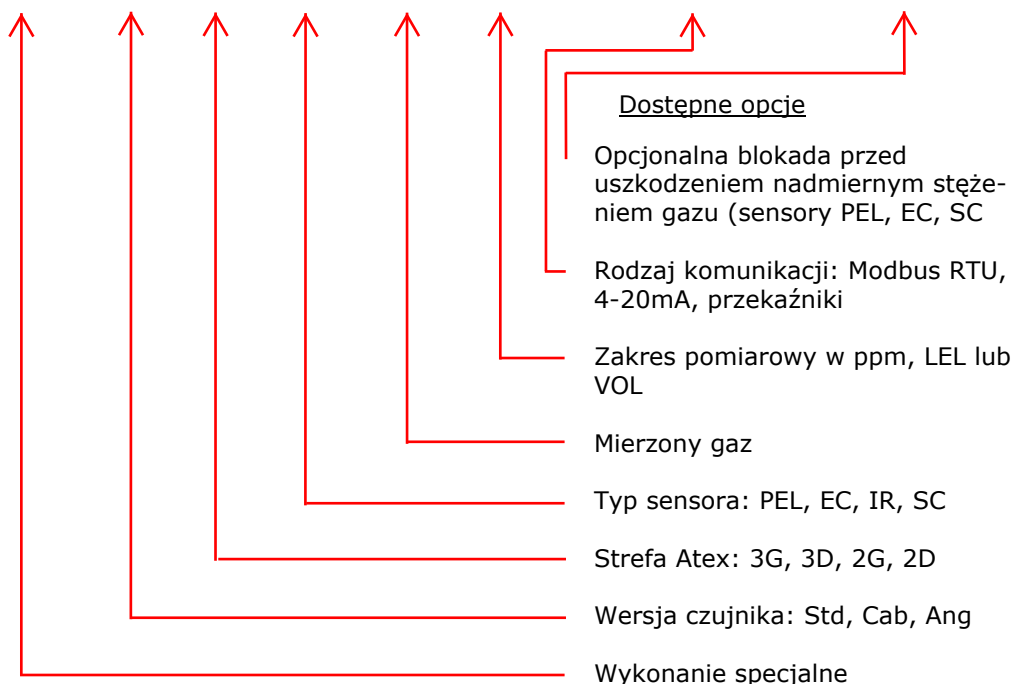 Dostępne opcje
Opcjonalna blokada przed
uszkodzeniem nadmiernym stęże-
niem gazu (sensory PEL, EC, SC
Rodzaj komunikacji: Modbus RTU,
4-20mA, przekaźniki
Zakres pomiarowy w ppm, LEL lub
VOL
Mierzony gaz
Typ sensora: PEL, EC, IR, SC
Strefa Atex: 3G, 3D, 2G, 2D
Wersja czujnika: Std, Cab, Ang
Wykonanie specjalne